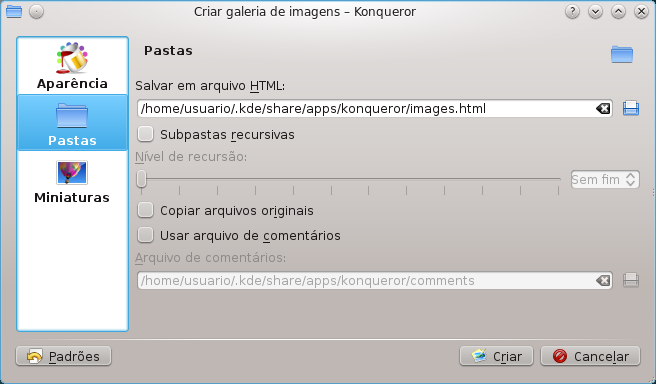 Criar galeria de imagens – Konqueror
Aparência
Pastas
Miniaturas
Pastas
Salvar em arquivo HTML:
/home/usuario/.kde/share/apps/konqueror/images.html
Subpastas recursivas
Nível de recursão:
Sem fim
Copiar arquivos originais
Usar arquivo de comentários
Arquivo de comentários:
/home/usuario/.kde/share/apps/konqueror/comments
Padrões
Criar
Cancelar